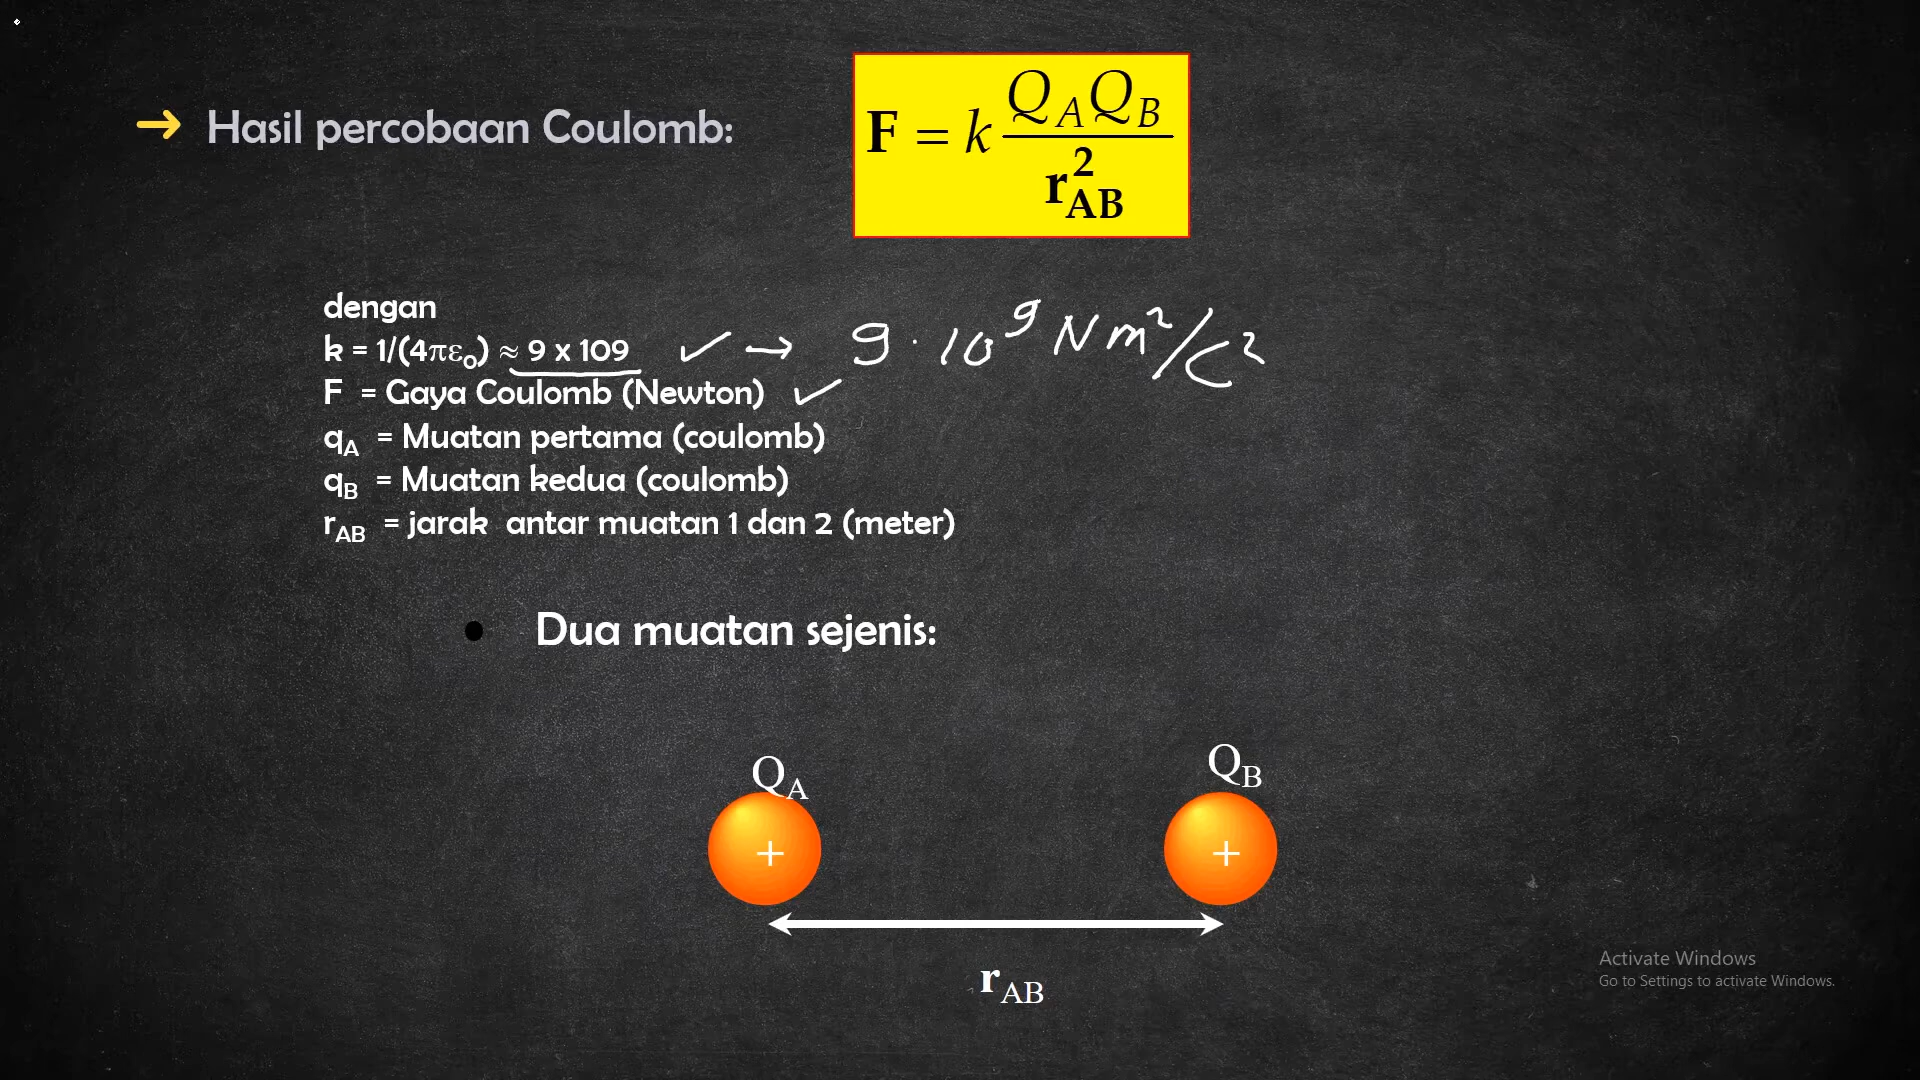 ➔ Hasil percobaan Coulomb:
F = k Q_A Q_B / r²_AB
dengan
k = 1/(4πε₀) ≈ 9 x 109 ✓ → 9 · 10⁹ Nm²/C²
F = Gaya Coulomb (Newton) ✓
q_A = Muatan pertama (coulomb)
q_B = Muatan kedua (coulomb)
r_AB = jarak antar muatan 1 dan 2 (meter)
• Dua muatan sejenis:
Q_A Q_B
+ +
r_AB
Activate Windows
Go to Settings to activate Windows.